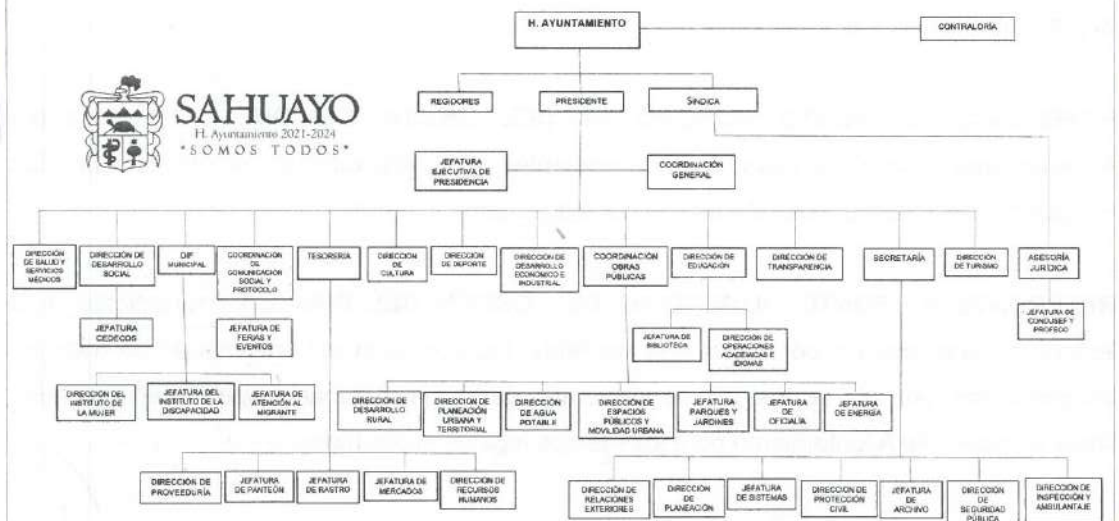 H. AYUNTAMIENTO
CONTRALORÍA
REGIDORES
PRESIDENTE
SINDICA
SAHUAYO
H. Ayuntamiento 2021-2024
*SOMOS TODOS*
JEFATURA
EJECUTIVA DE
PRESIDENCIA
COORDINACIÓN
GENERAL
DIRECCIÓN
DE SALUD Y
SERVICIOS
MÉDICOS
DIRECCIÓN DE
DESARROLLO
SOCIAL
DIF
MUNICIPAL
COORDINACIÓN
DE
COMUNICACIÓN
SOCIAL Y
PROTOCOLO
TESORERIA
DIRECCIÓN
DE
CULTURA
DIRECCIÓN
DE DEPORTE
DIRECCIÓN DE
DESARROLLO
ECONOMICO E
INDUSTRIAL
COORDINACIÓN
OBRAS
PUBLICAS
DIRECCIÓN DE
EDUCACIÓN
DIRECCIÓN DE
TRANSPARENCIA
SECRETARÍA
DIRECCIÓN
DE TURISMO
ASESORÍA
JURÍDICA
JEFATURA
CEDECOS
JEFATURA DE
FERIAS Y
EVENTOS
JEFATURA DE
BIBLIOTECA
DIRECCIÓN DE
OPERACIONES
ACADÉMICAS E
IDIOMAS
JEFATURA DE
CONDUSEF Y
PROFECO
DIRECCIÓN DEL
INSTITUTO DE
LA MUJER
JEFATURA DEL
INSTITUTO DE LA
DISCAPACIDAD
JEFATURA DE
ATENCIÓN AL
MIGRANTE
DIRECCIÓN DE
DESARROLLO
RURAL
DIRECCIÓN DE
PLANEACIÓN
URBANA Y
TERRITORIAL
DIRECCIÓN
DE AGUA
POTABLE
DIRECCIÓN DE
ESPACIOS
PÚBLICOS Y
MOVILIDAD URBANA
JEFATURA
PARQUES Y
JARDINES
JEFATURA
DE
OFICIALÍA
JEFATURA
DE ENERGÍA
DIRECCIÓN DE
PROVEEDURÍA
JEFATURA
DE PANTEÓN
JEFATURA
DE RASTRO
JEFATURA DE
MERCADOS
DIRECCIÓN DE
RECURSOS
HUMANOS
DIRECCIÓN DE
RELACIONES
EXTERIORES
DIRECCIÓN
DE
PLANEACIÓN
JEFATURA
DE SISTEMAS
DIRECCIÓN DE
PROTECCIÓN
CIVIL
JEFATURA
DE
ARCHIVO
DIRECCIÓN
DE
SEGURIDAD
PÚBLICA
DIRECCIÓN DE
INSPECCIÓN Y
AMBULANTAJE